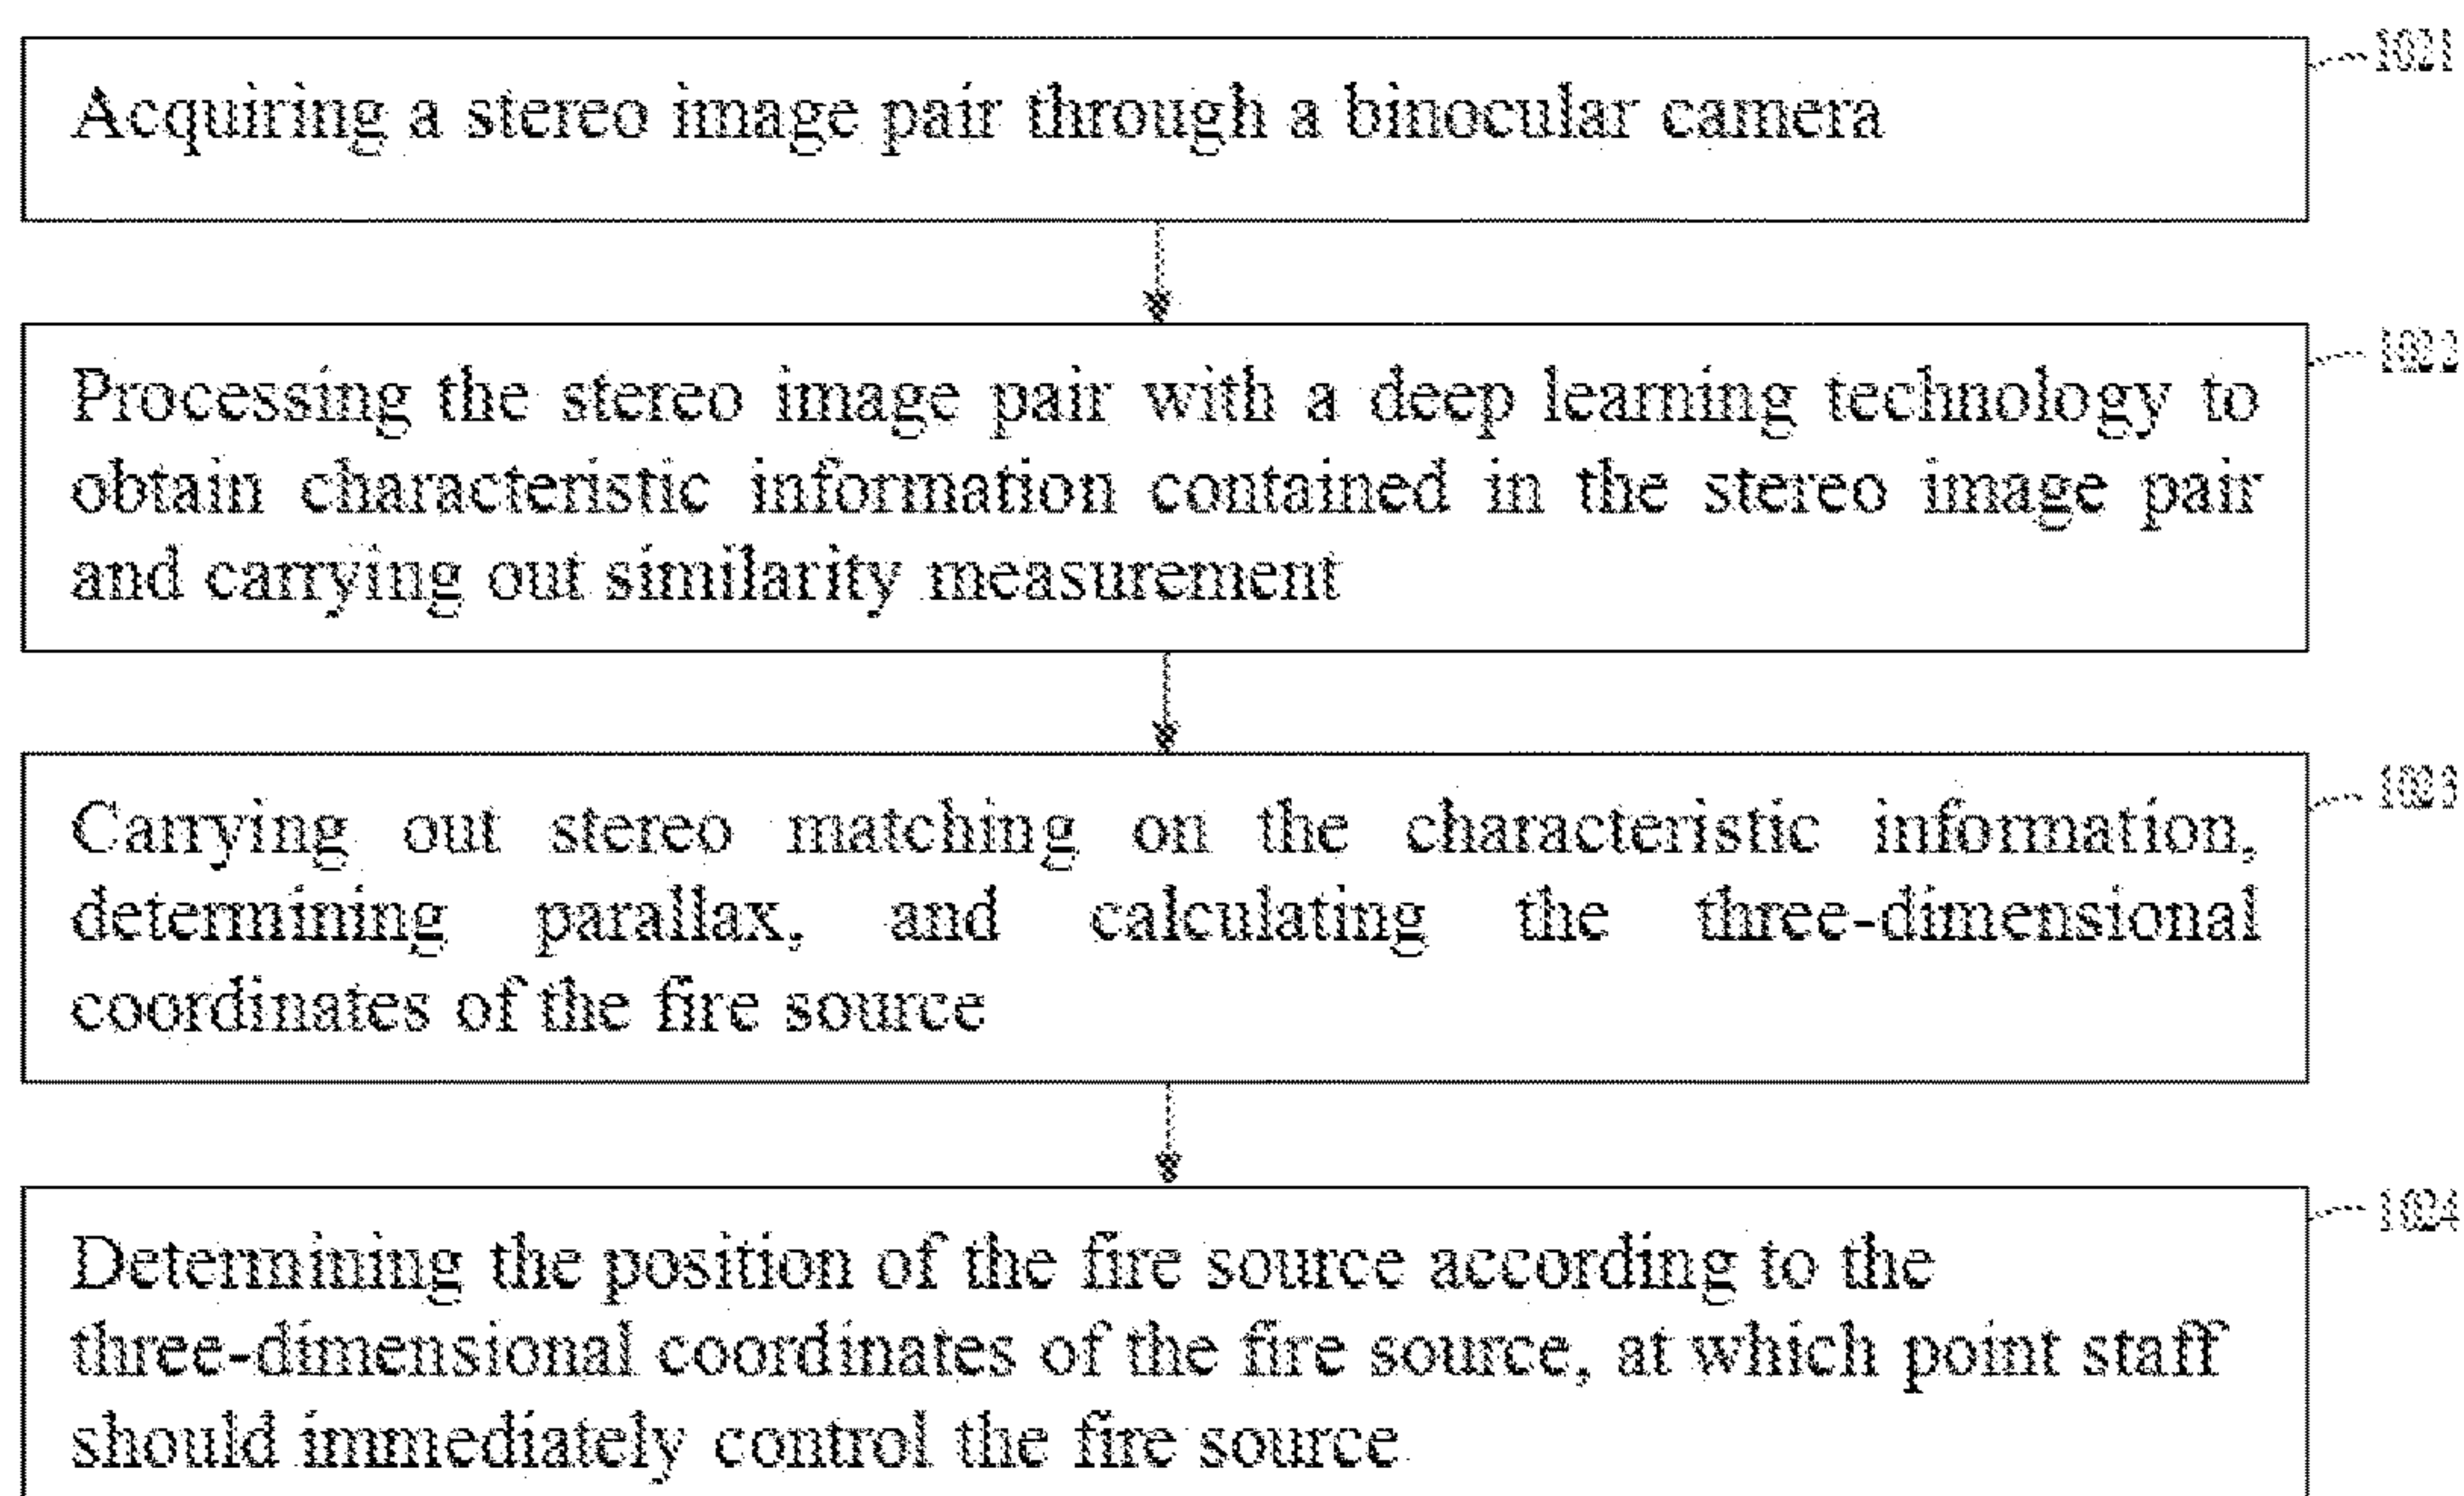 Acquiring a stereo image pair through a binocular camera
1021
Processing the stereo image pair with a deep learning technology to
1022
obtain characteristic information contained in the stereo image pair
and carrying out similarity measurement
Carrying out stereo matching on the characteristic information,
1023
determining parallax, and calculating the three-dimensional
coordinates of the fire source
Determining the position of the fire source according to the
1024
three-dimensional coordinates of the fire source, at which point staff
should immediately control the fire source